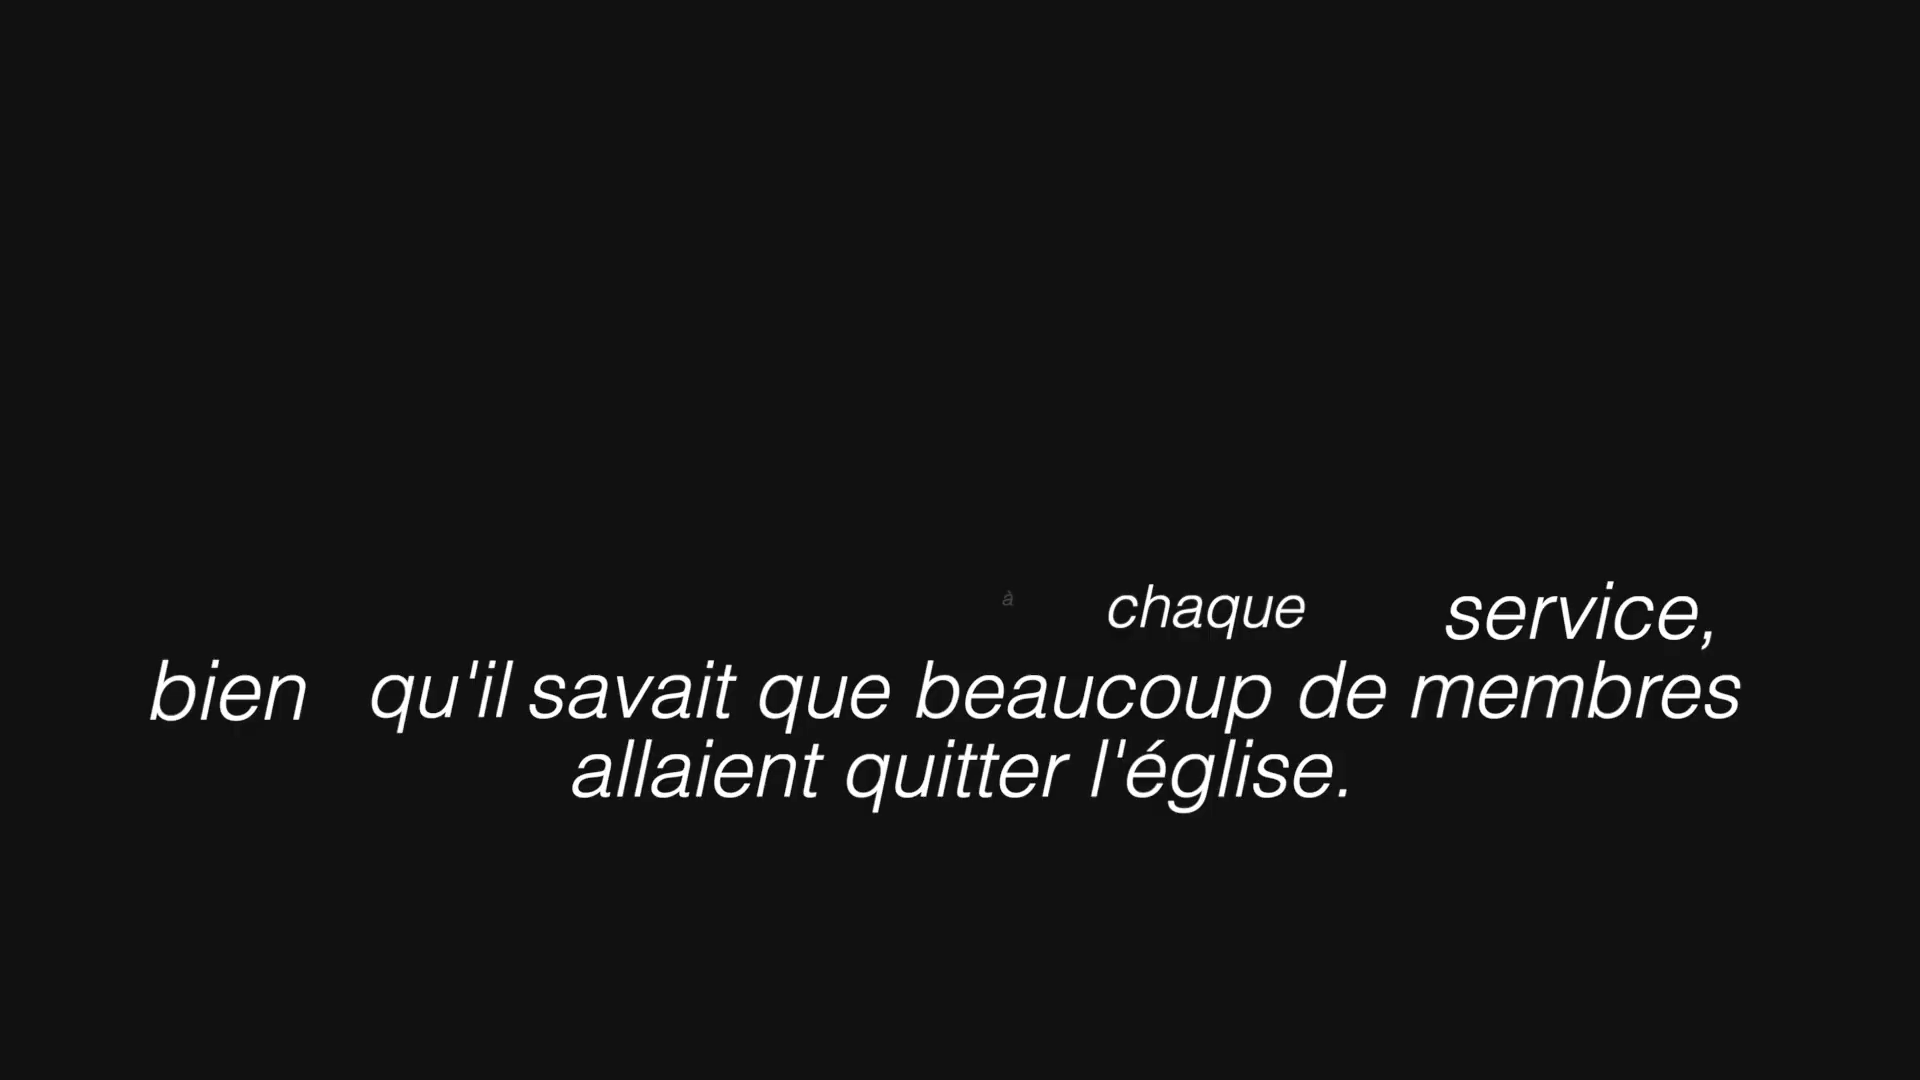 à chaque service,
bien qu'il savait que beaucoup de membres
allaient quitter l'église.